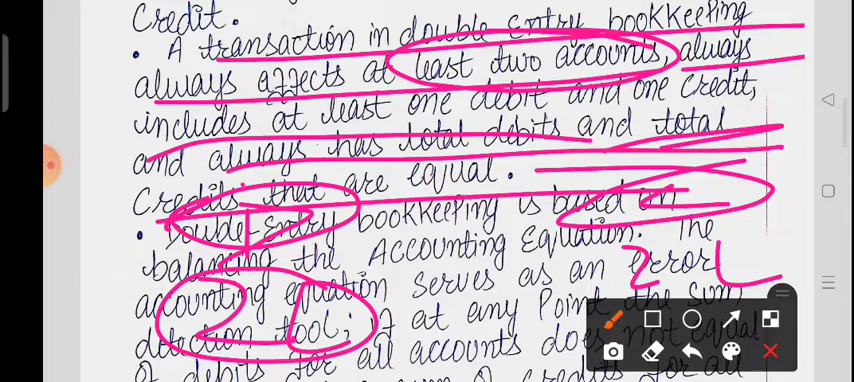 Credit.
• A transaction in double Entry bookkeeping
always affects at least two accounts, always
includes at least one debit and one Credit,
and always has total debits and total
Credits that are equal.
• Double-Entry bookkeeping is based on
balancing the Accounting Equation. The
accounting equation serves as an error
detection tool; if at any Point the sum
of debits for all accounts does not equal
for all